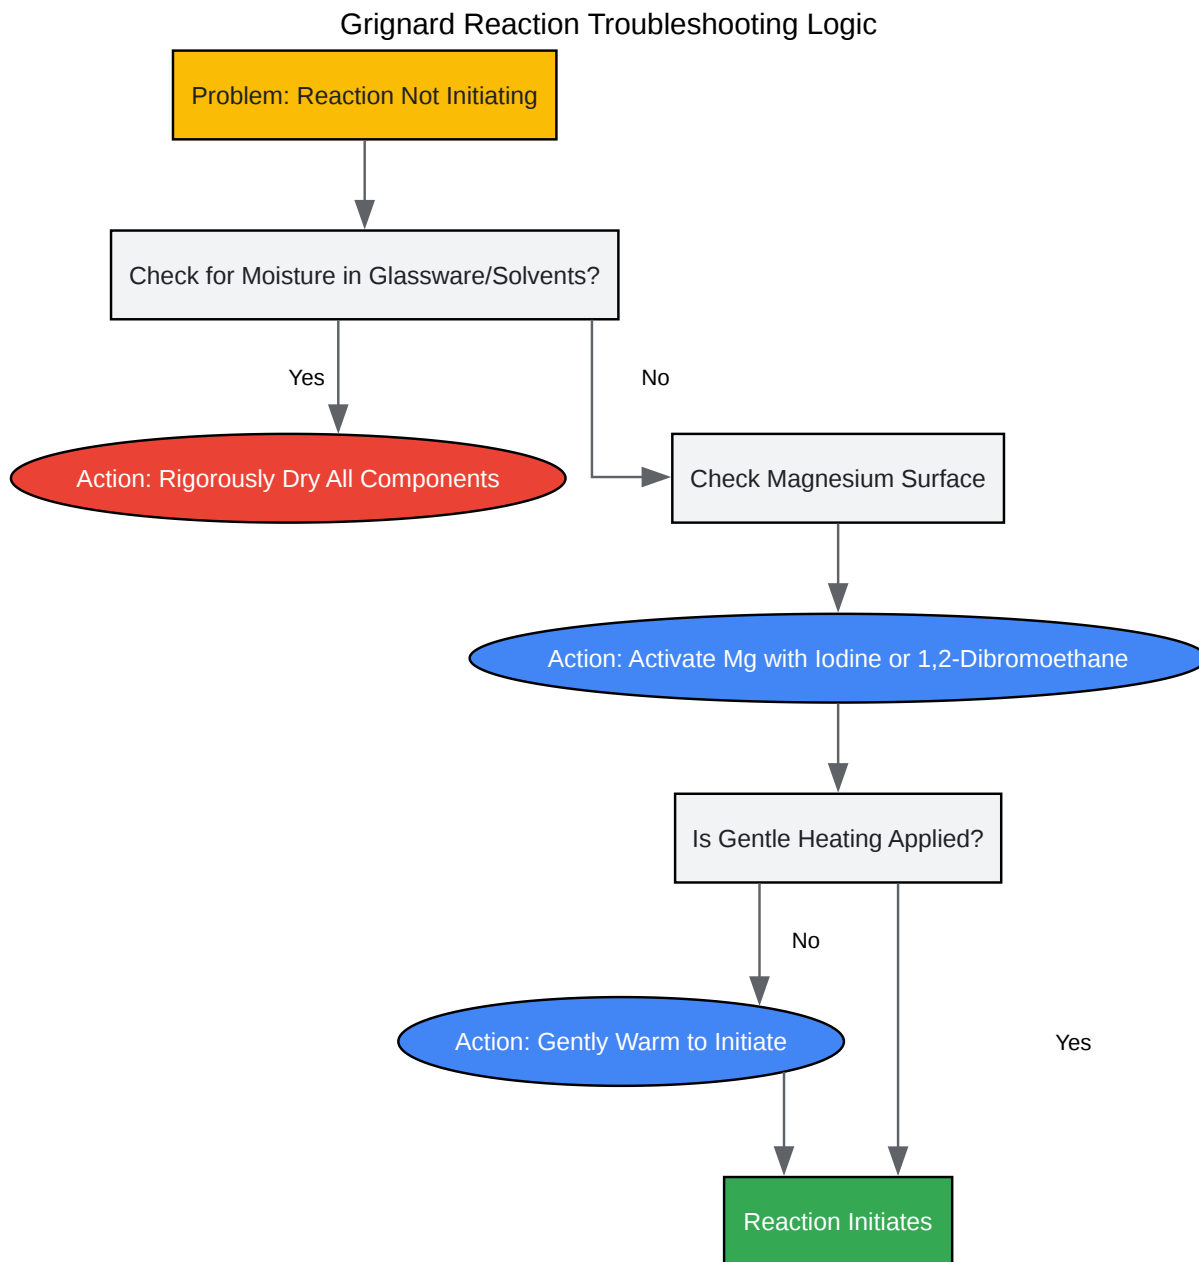 Grignard Reaction Troubleshooting Logic
Problem: Reaction Not Initiating
Check for Moisture in Glassware/Solvents?
Yes
No
Action: Rigorously Dry All Components
Check Magnesium Surface
Action: Activate Mg with Iodine or 1,2-Dibromoethane
Is Gentle Heating Applied?
No
Action: Gently Warm to Initiate
Yes
Reaction Initiates